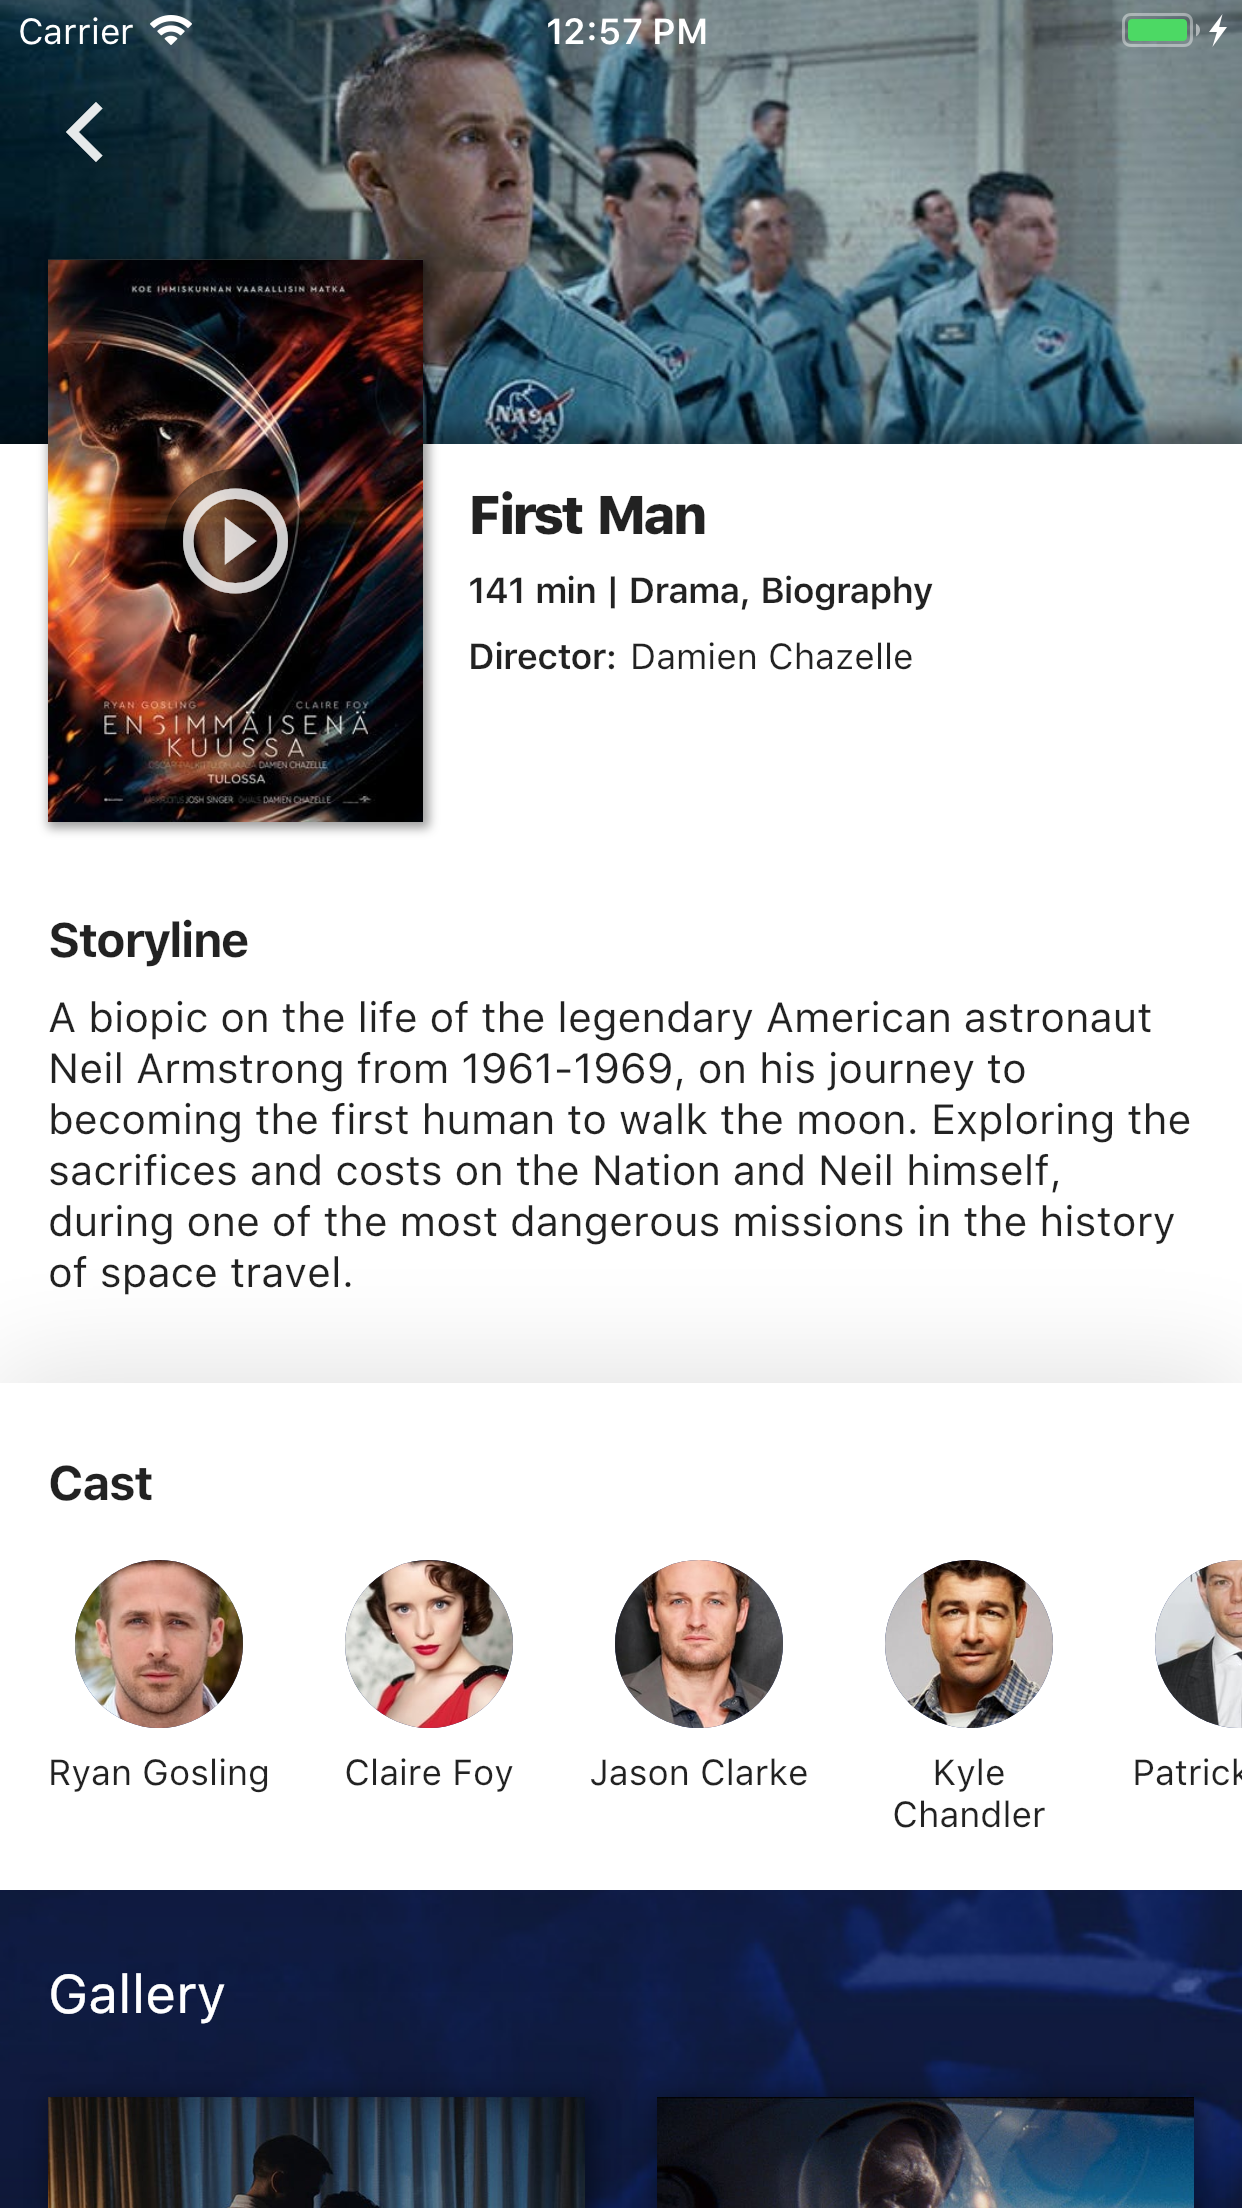 Carrier 12:57 PM
NASA
KOE IHMISKUNNAN VAARALLISIN MATKA
RYAN GOSLING CLAIRE FOY
ENSIMMÄISENÄ
KUUSSA
DAMIEN CHAZELLE
TULOSSA
JOSH SINGER DAMIEN CHAZELLE
First Man
141 min | Drama, Biography
Director: Damien Chazelle
Storyline
A biopic on the life of the legendary American astronaut
Neil Armstrong from 1961-1969, on his journey to
becoming the first human to walk the moon. Exploring the
sacrifices and costs on the Nation and Neil himself,
during one of the most dangerous missions in the history
of space travel.
Cast
Ryan Gosling
Claire Foy
Jason Clarke
Kyle
Chandler
Patrick
Gallery